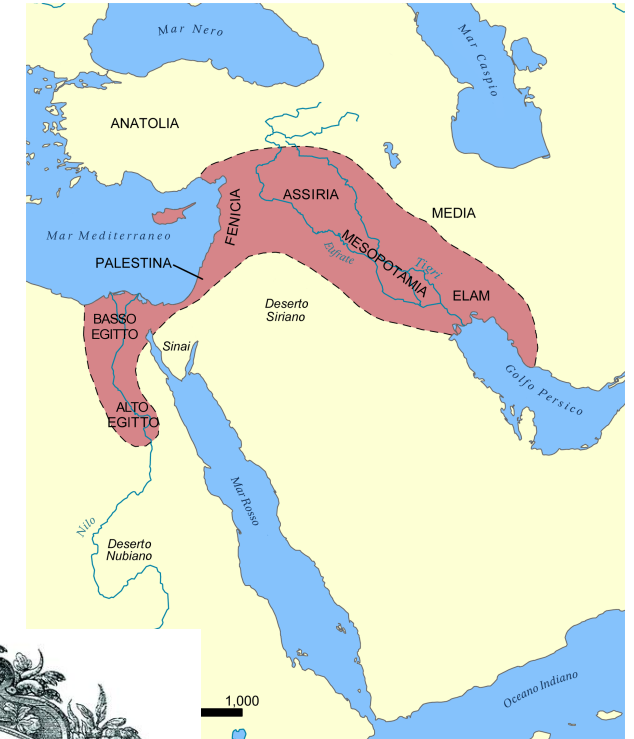 Mar Nero
Mar Caspio
ANATOLIA
ASSIRIA
FENICIA
MEDIA
Mar Mediterraneo
MESOPOTAMIA
Eufrate
Tigri
PALESTINA
ELAM
Deserto
Siriano
BASSO
EGITTO
Sinai
Golfo Persico
ALTO
EGITTO
Mar Rosso
Nilo
Deserto
Nubiano
Oceano Indiano
1,000